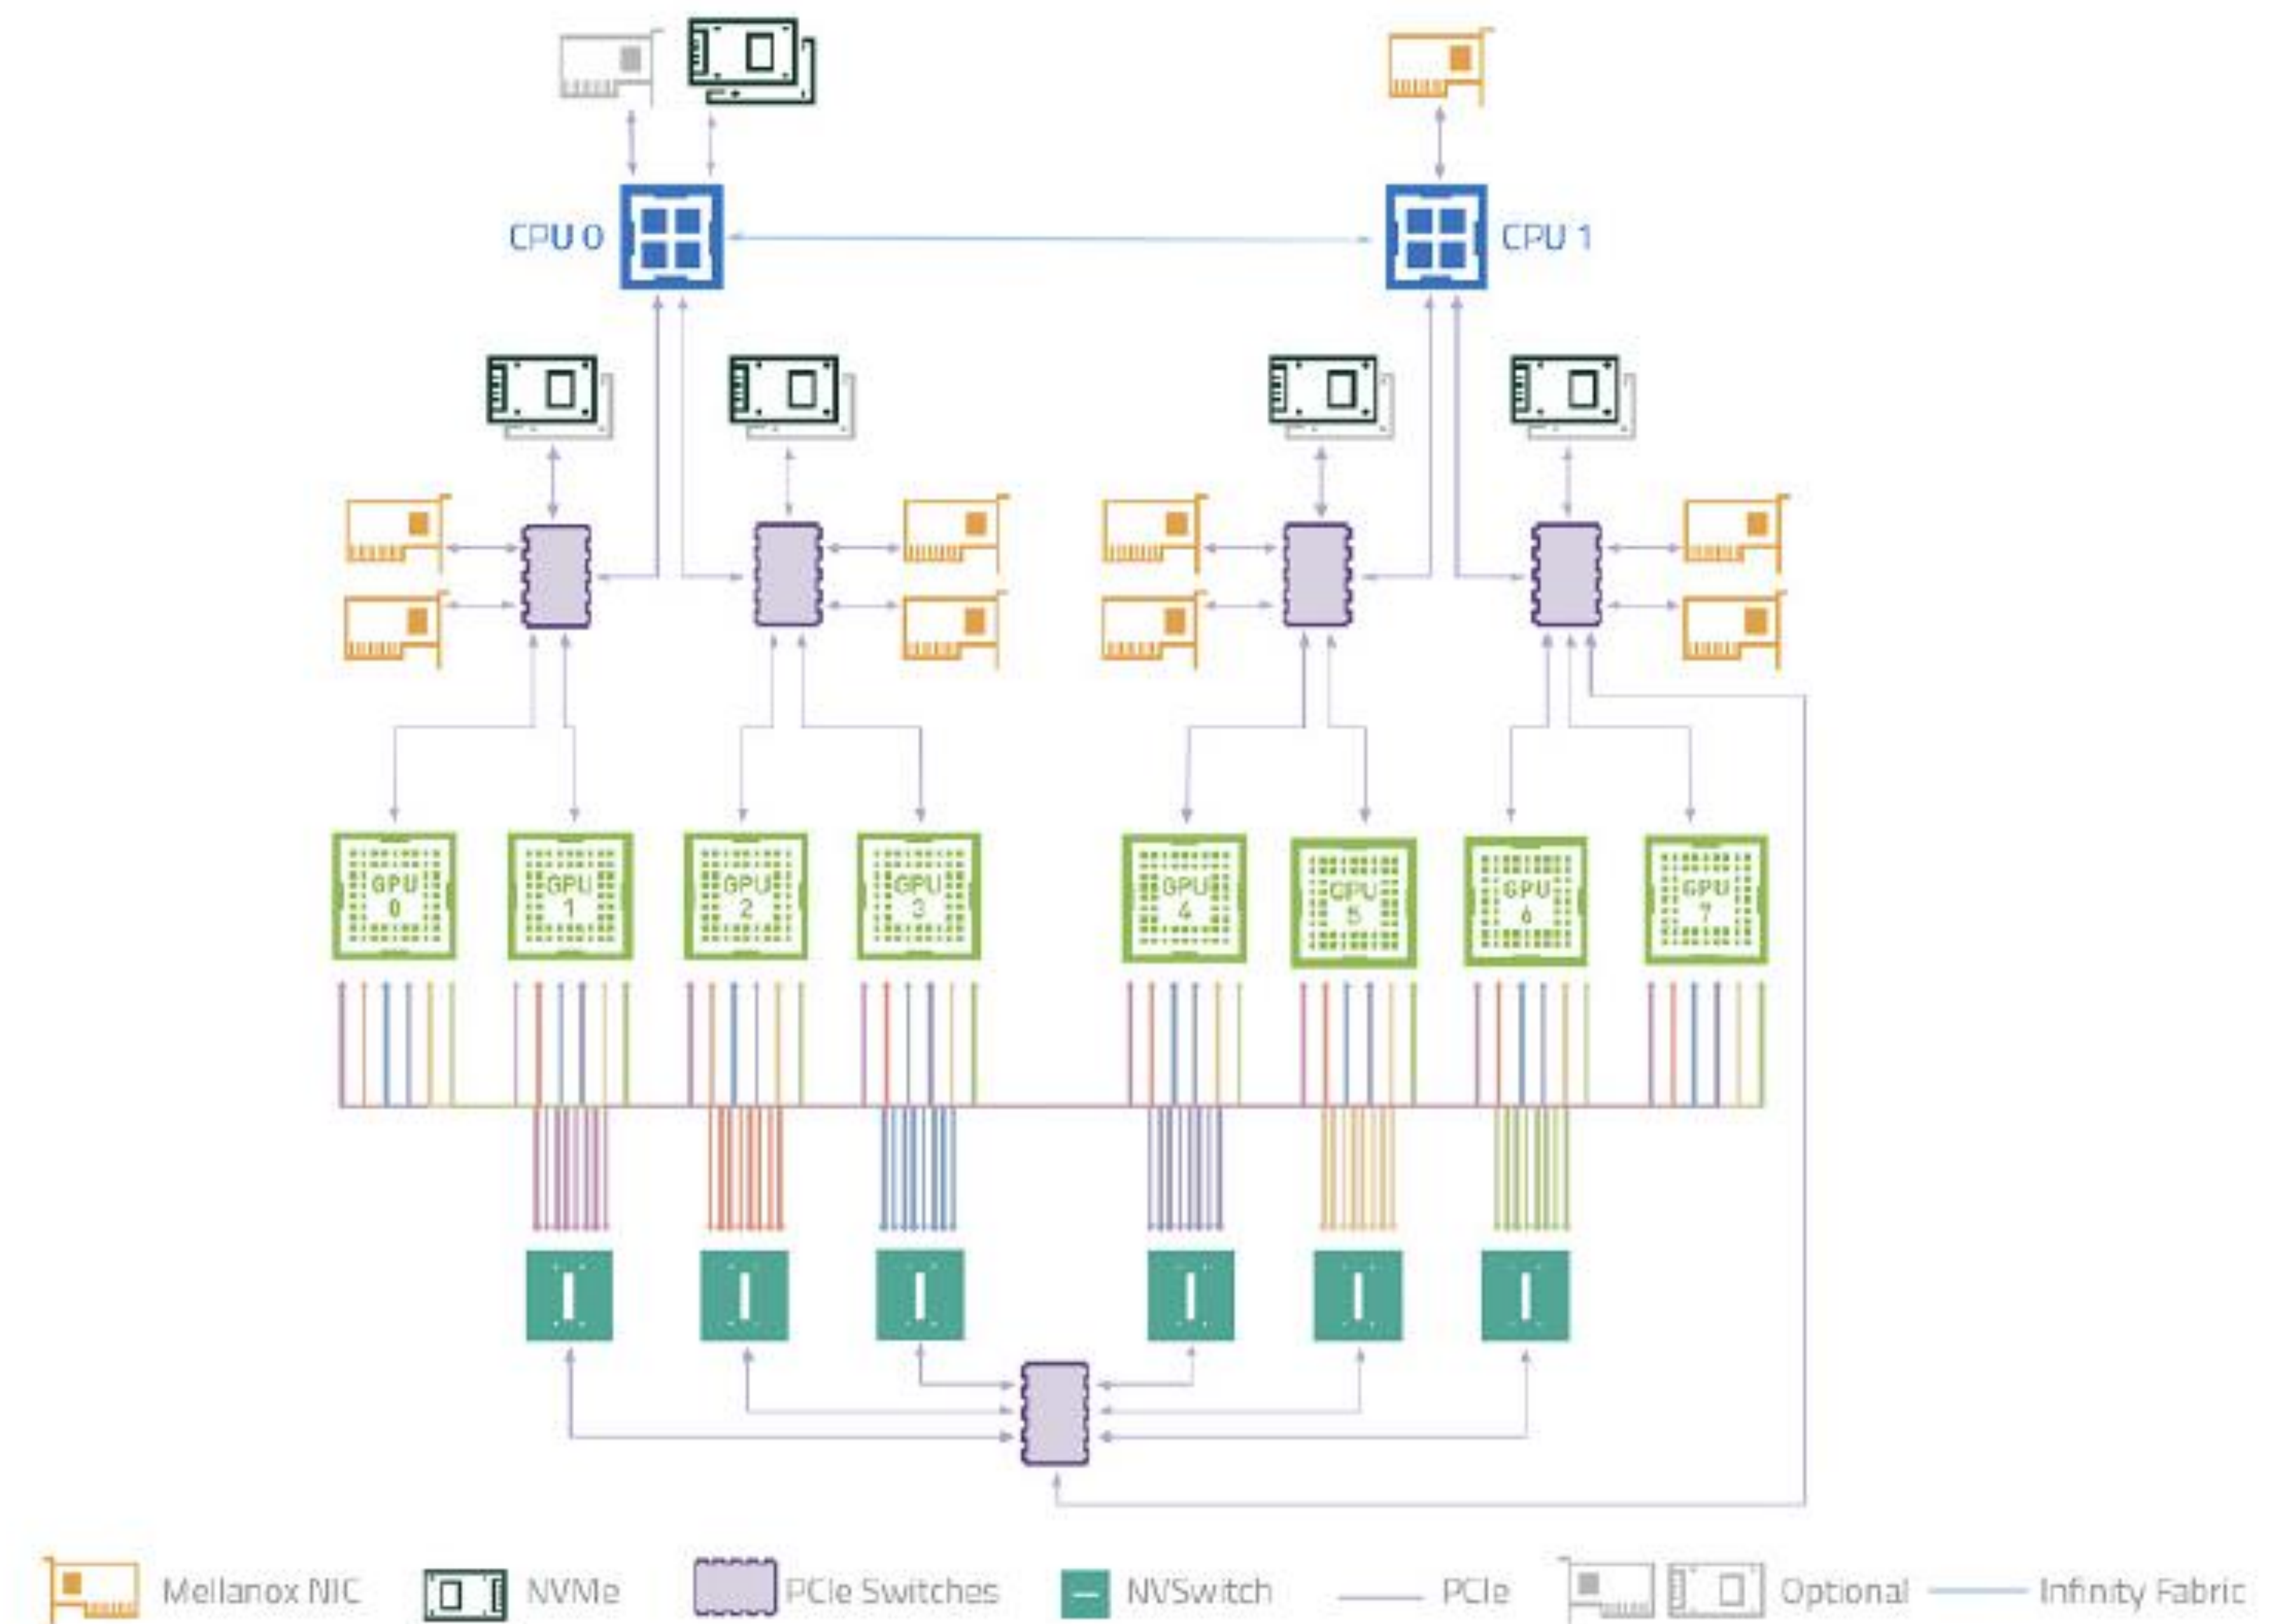 CPU 0
CPU 1
GPU
0
GPU
1
GPU
2
GPU
3
GPU
4
GPU
5
GPU
6
GPU
7
Mellanox NIC
NVMe
PCIe Switches
NVSwitch
PCIe
Optional
Infinity Fabric